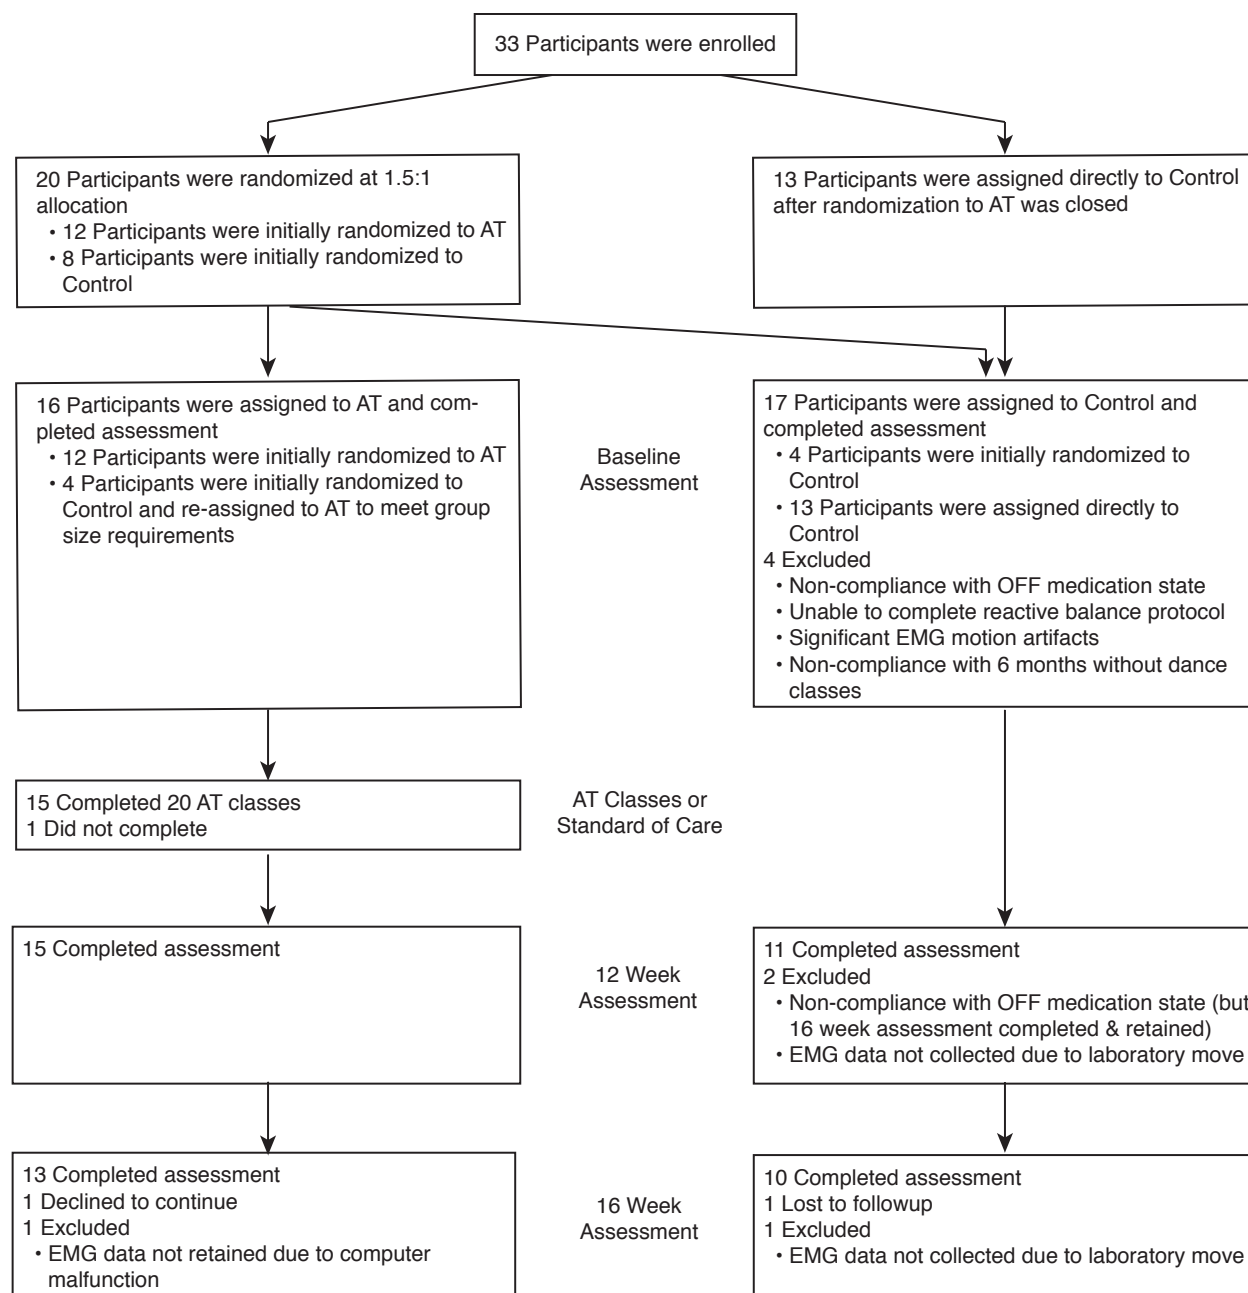 33 Participants were enrolled
20 Participants were randomized at 1.5:1
allocation
• 12 Participants were initially randomized to AT
• 8 Participants were initially randomized to
Control
13 Participants were assigned directly to Control
after randomization to AT was closed
16 Participants were assigned to AT and com-
pleted assessment
• 12 Participants were initially randomized to AT
• 4 Participants were initially randomized to
Control and re-assigned to AT to meet group
size requirements
Baseline
Assessment
17 Participants were assigned to Control and
completed assessment
• 4 Participants were initially randomized to
Control
• 13 Participants were assigned directly to
Control
4 Excluded
• Non-compliance with OFF medication state
• Unable to complete reactive balance protocol
• Significant EMG motion artifacts
• Non-compliance with 6 months without dance
classes
15 Completed 20 AT classes
1 Did not complete
AT Classes or
Standard of Care
15 Completed assessment
12 Week
Assessment
11 Completed assessment
2 Excluded
• Non-compliance with OFF medication state (but
16 week assessment completed & retained)
• EMG data not collected due to laboratory move
13 Completed assessment
1 Declined to continue
1 Excluded
• EMG data not retained due to computer
malfunction
16 Week
Assessment
10 Completed assessment
1 Lost to followup
1 Excluded
• EMG data not collected due to laboratory move